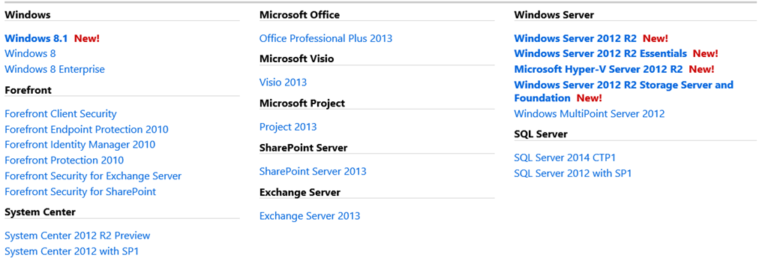 Windows
Windows 8.1 New!
Windows 8
Windows 8 Enterprise
Forefront
Forefront Client Security
Forefront Endpoint Protection 2010
Forefront Identity Manager 2010
Forefront Protection 2010
Forefront Security for Exchange Server
Forefront Security for SharePoint
System Center
System Center 2012 R2 Preview
System Center 2012 with SP1
Microsoft Office
Office Professional Plus 2013
Microsoft Visio
Visio 2013
Microsoft Project
Project 2013
SharePoint Server
SharePoint Server 2013
Exchange Server
Exchange Server 2013
Windows Server
Windows Server 2012 R2 New!
Windows Server 2012 R2 Essentials New!
Microsoft Hyper-V Server 2012 R2 New!
Windows Server 2012 R2 Storage Server and
Foundation New!
Windows MultiPoint Server 2012
SQL Server
SQL Server 2014 CTP1
SQL Server 2012 with SP1